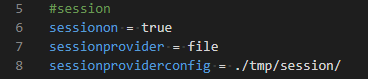 5 #session
6 sessionon = true
7 sessionprovider = file
8 sessionproviderconfig = ./tmp/session/